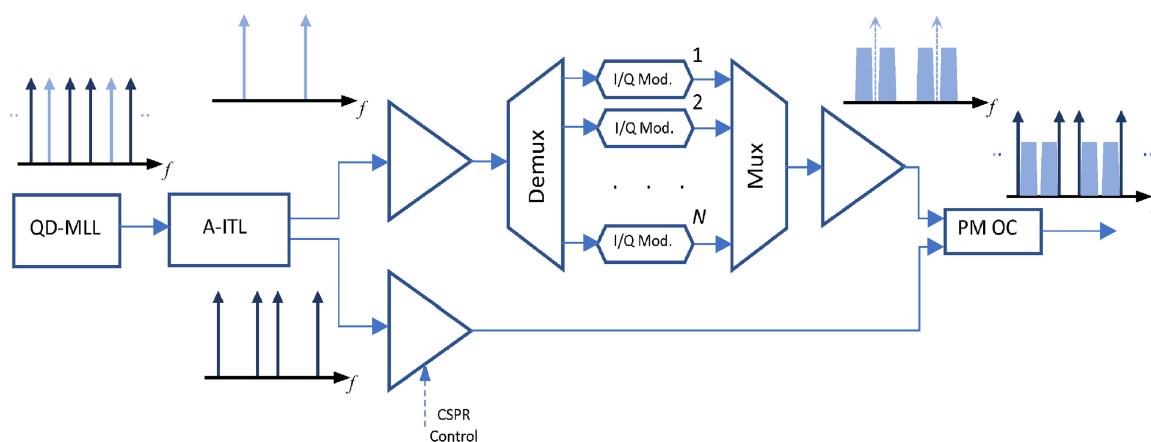 f
f
f
QD-MLL
A-ITL
Demux
I/Q Mod.
1
I/Q Mod.
2
. . .
I/Q Mod.
N
Mux
f
PM OC
CSPR
Control